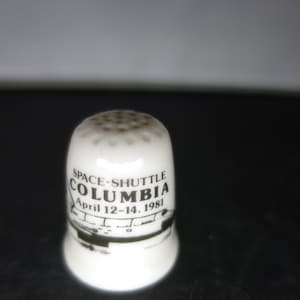 SPACE-SHUTTLE
COLUMBIA
April 12-14, 1981